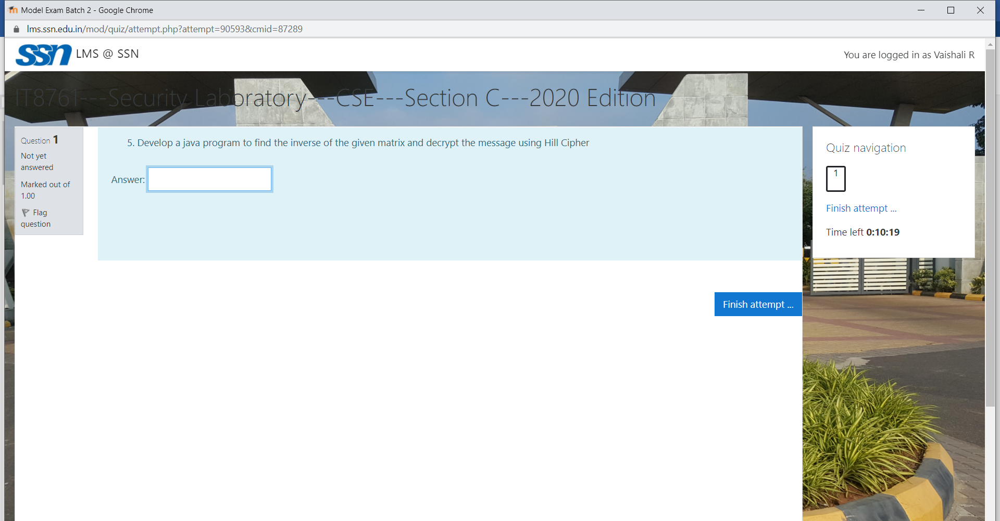 Model Exam Batch 2 - Google Chrome
lms.ssn.edu.in/mod/quiz/attempt.php?attempt=90593&cmid=87289
ssn LMS @ SSN
You are logged in as Vaishali R
IT8761---Security Laboratory---CSE---Section C---2020 Edition
Question 1
Not yet
answered
Marked out of
1.00
Flag
question
5. Develop a java program to find the inverse of the given matrix and decrypt the message using Hill Cipher
Answer:
Finish attempt ...
Quiz navigation
1
Finish attempt ...
Time left 0:10:19